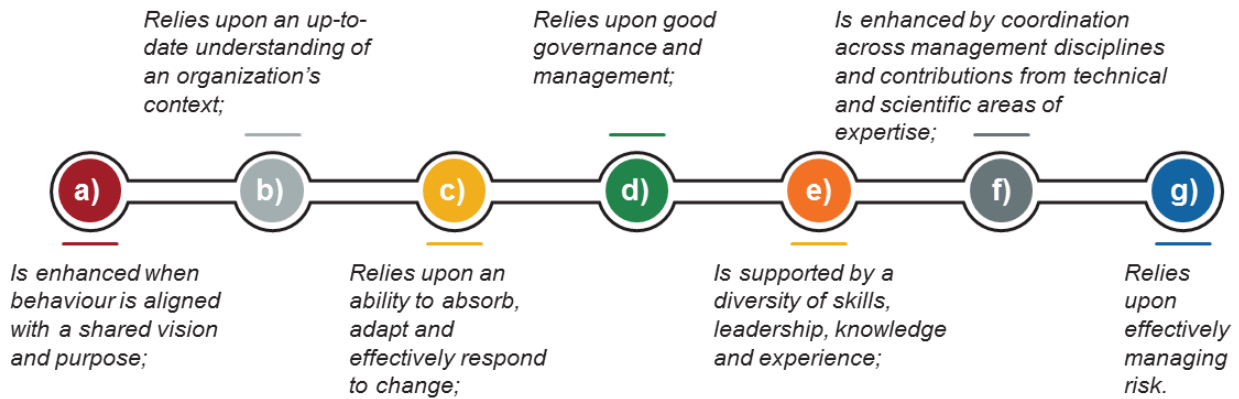 a)
Is enhanced when
behaviour is aligned
with a shared vision
and purpose;
b)
Relies upon an up-to-
date understanding of
an organization's
context;
c)
Relies upon an
ability to absorb,
adapt and
effectively respond
to change;
d)
Relies upon good
governance and
management;
e)
Is supported by a
diversity of skills,
leadership, knowledge
and experience;
f)
Is enhanced by coordination
across management disciplines
and contributions from technical
and scientific areas of
expertise;
g)
Relies
upon
effectively
managing
risk.